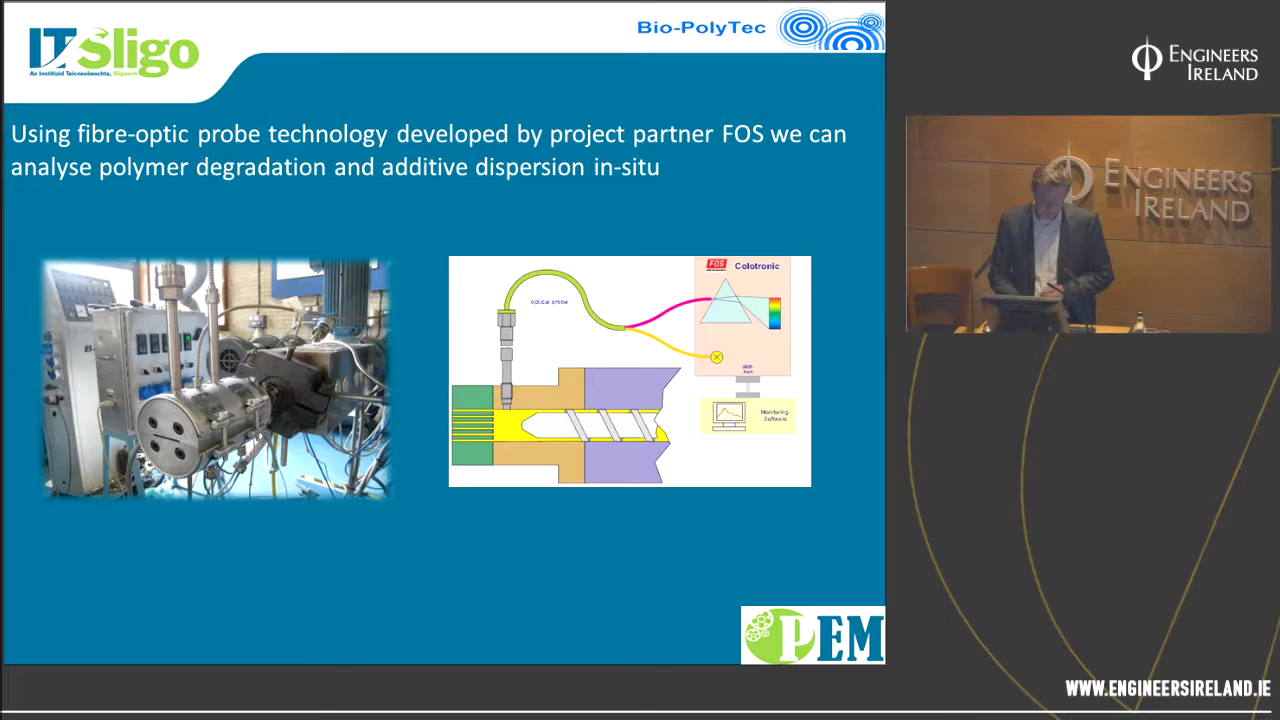 IT Sligo
An Institiúid Teicneolaíochta, Sligeach
Bio-PolyTec
ENGINEERS
IRELAND
Using fibre-optic probe technology developed by project partner FOS we can
analyse polymer degradation and additive dispersion in-situ
optical probe
FOS
Colotronic
USB-
Port
Monitoring-
Software
ENGINEERS
IRELAND
PEM
WWW.ENGINEERSIRELAND.IE